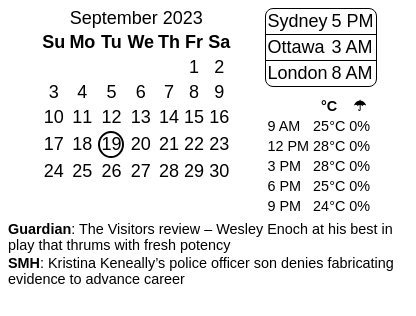 September 2023
Su Mo Tu We Th Fr Sa
1 2
3 4 5 6 7 8 9
10 11 12 13 14 15 16
17 18 19 20 21 22 23
24 25 26 27 28 29 30
Sydney 5 PM
Ottawa 3 AM
London 8 AM
°C ☂
9 AM 25°C 0%
12 PM 28°C 0%
3 PM 28°C 0%
6 PM 25°C 0%
9 PM 24°C 0%
Guardian: The Visitors review – Wesley Enoch at his best in
play that thrums with fresh potency
SMH: Kristina Keneally’s police officer son denies fabricating
evidence to advance career